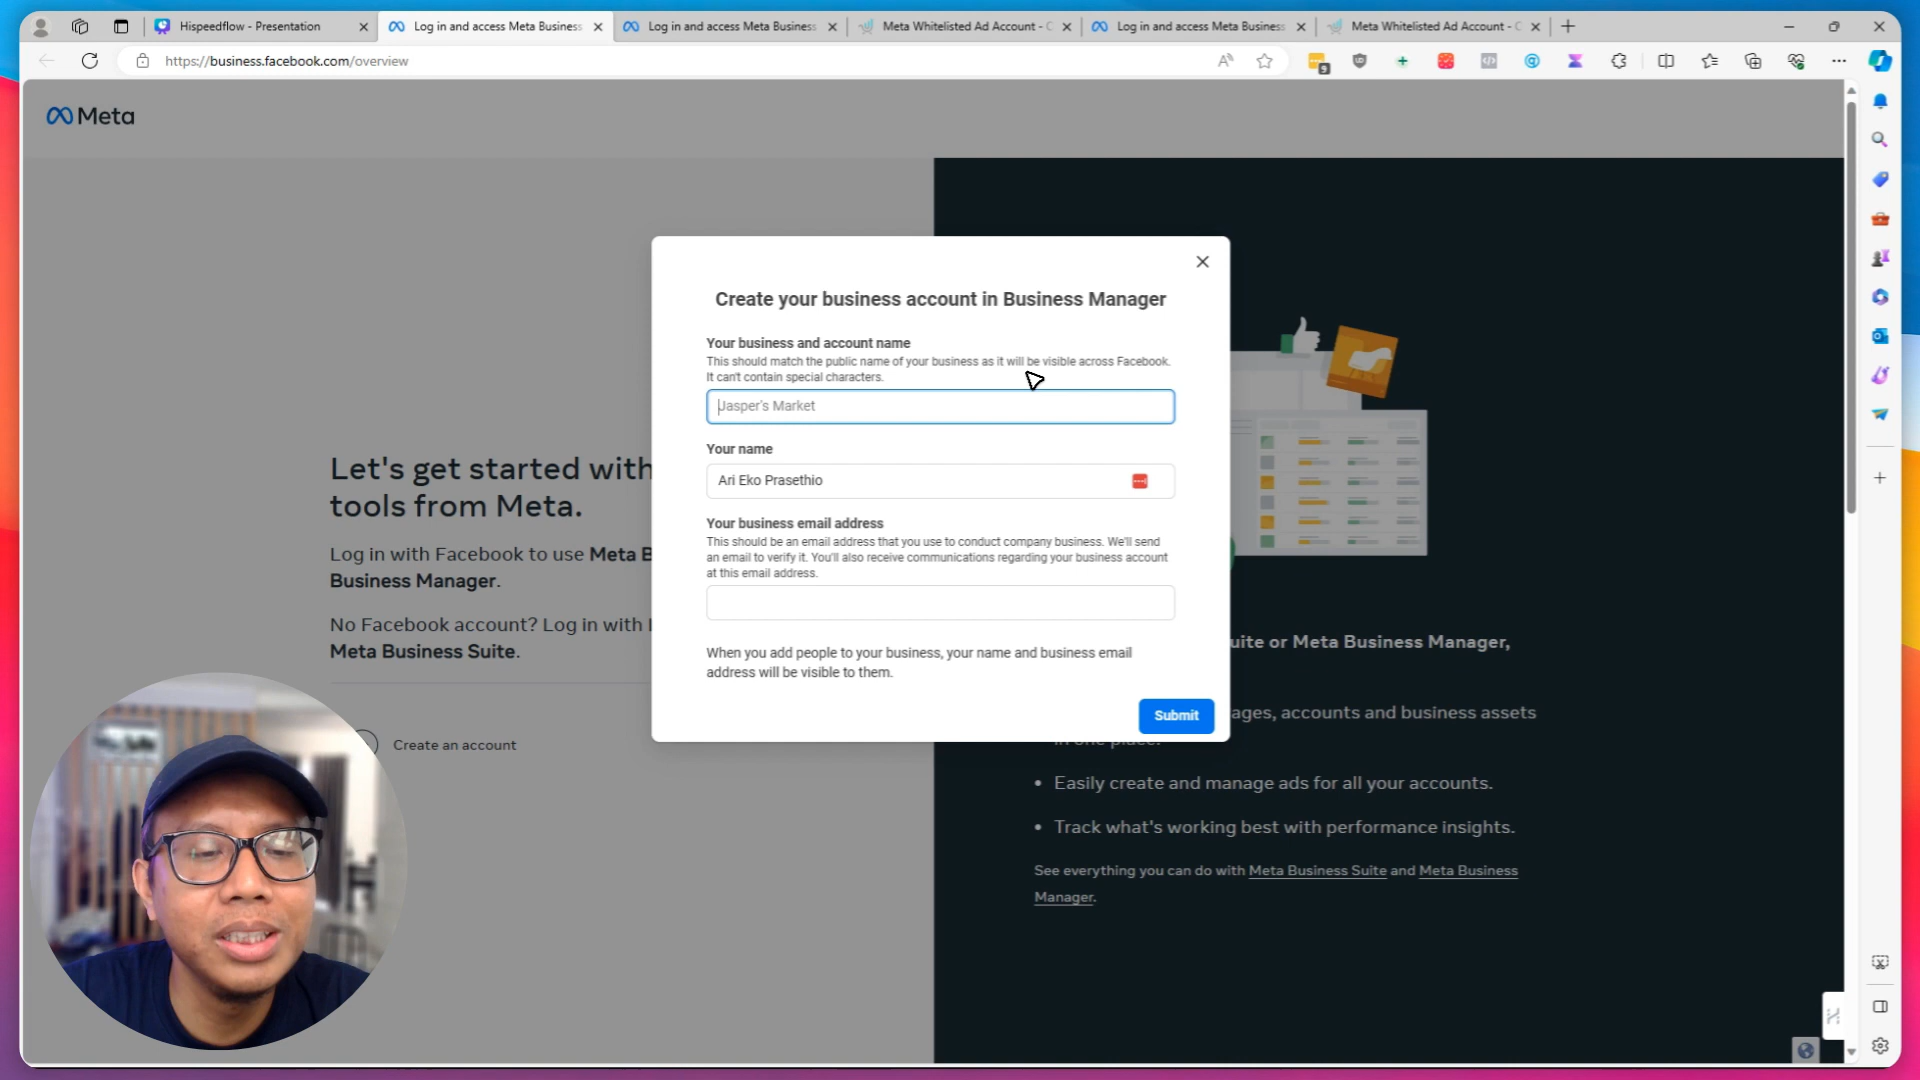 Hispeedflow - Presentation
Log in and access Meta Business
Log in and access Meta Business
Meta Whitelisted Ad Account - C
Log in and access Meta Business
Meta Whitelisted Ad Account - C
https://business.facebook.com/overview
9
Meta
Create your business account in Business Manager
Your business and account name
This should match the public name of your business as it will be visible across Facebook.
It can't contain special characters.
Jasper's Market
Your name
Ari Eko Prasethio
Your business email address
This should be an email address that you use to conduct company business. We'll send
an email to verify it. You'll also receive communications regarding your business account
at this email address.
When you add people to your business, your name and business email
address will be visible to them.
Submit
Let's get started with
tools from Meta.
Log in with Facebook to use Meta B
Business Manager.
No Facebook account? Log in with
Meta Business Suite.
Create an account
uite or Meta Business Manager,
ages, accounts and business assets
in one place.
• Easily create and manage ads for all your accounts.
• Track what's working best with performance insights.
See everything you can do with Meta Business Suite and Meta Business
Manager.